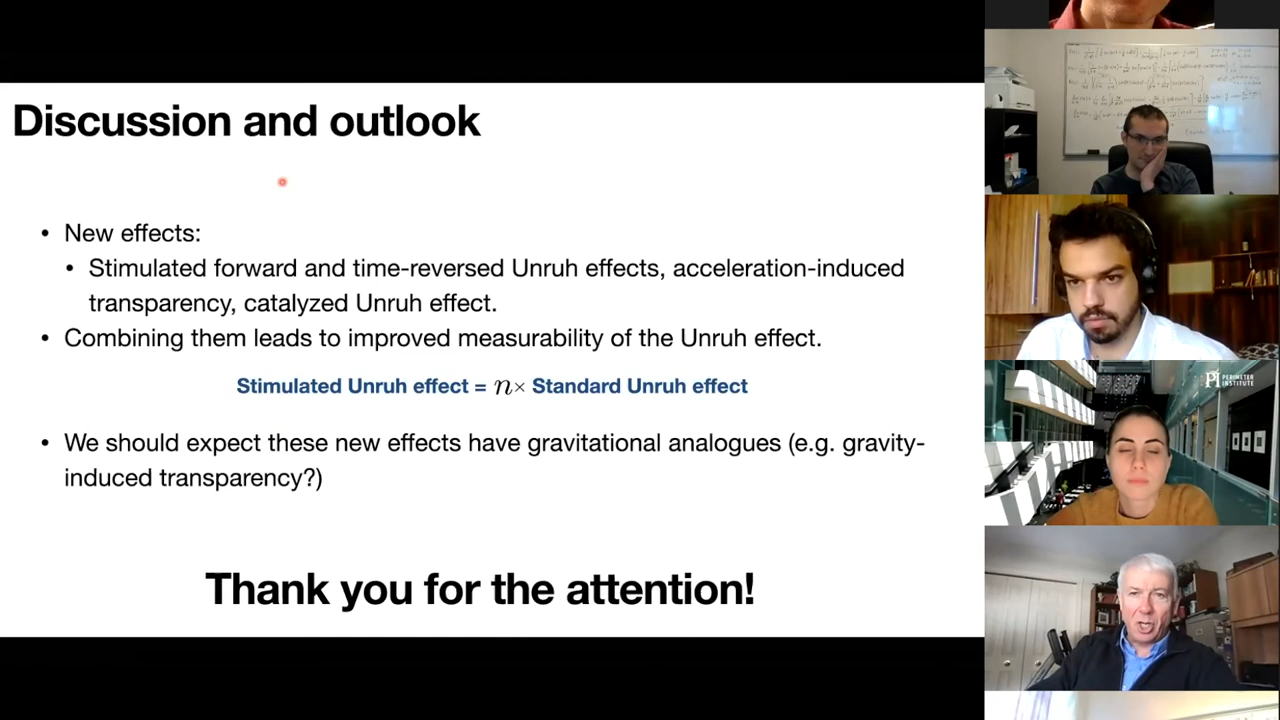 Discussion and outlook
• New effects:
• Stimulated forward and time-reversed Unruh effects, acceleration-induced
transparency, catalyzed Unruh effect.
• Combining them leads to improved measurability of the Unruh effect.
Stimulated Unruh effect = n× Standard Unruh effect
• We should expect these new effects have gravitational analogues (e.g. gravity-
induced transparency?)
Thank you for the attention!
PI PERIMETER
INSTITUTE